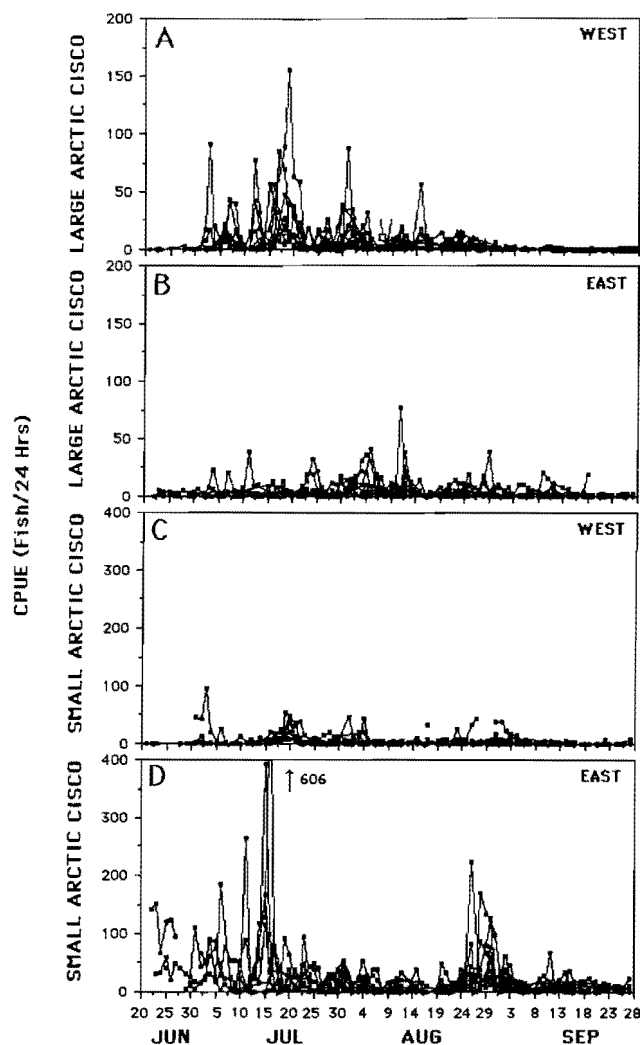 CPUE (Fish/24 Hrs)
A
WEST
LARGE ARCTIC CISCO
200
150
100
50
0
B
EAST
LARGE ARCTIC CISCO
200
150
100
50
0
C
WEST
SMALL ARCTIC CISCO
400
300
200
100
0
D
EAST
SMALL ARCTIC CISCO
↑ 606
400
300
200
100
0
20 25 30 5 10 15 20 25 30 4 9 14 19 24 29 3 8 13 18 23 28
JUN JUL AUG SEP